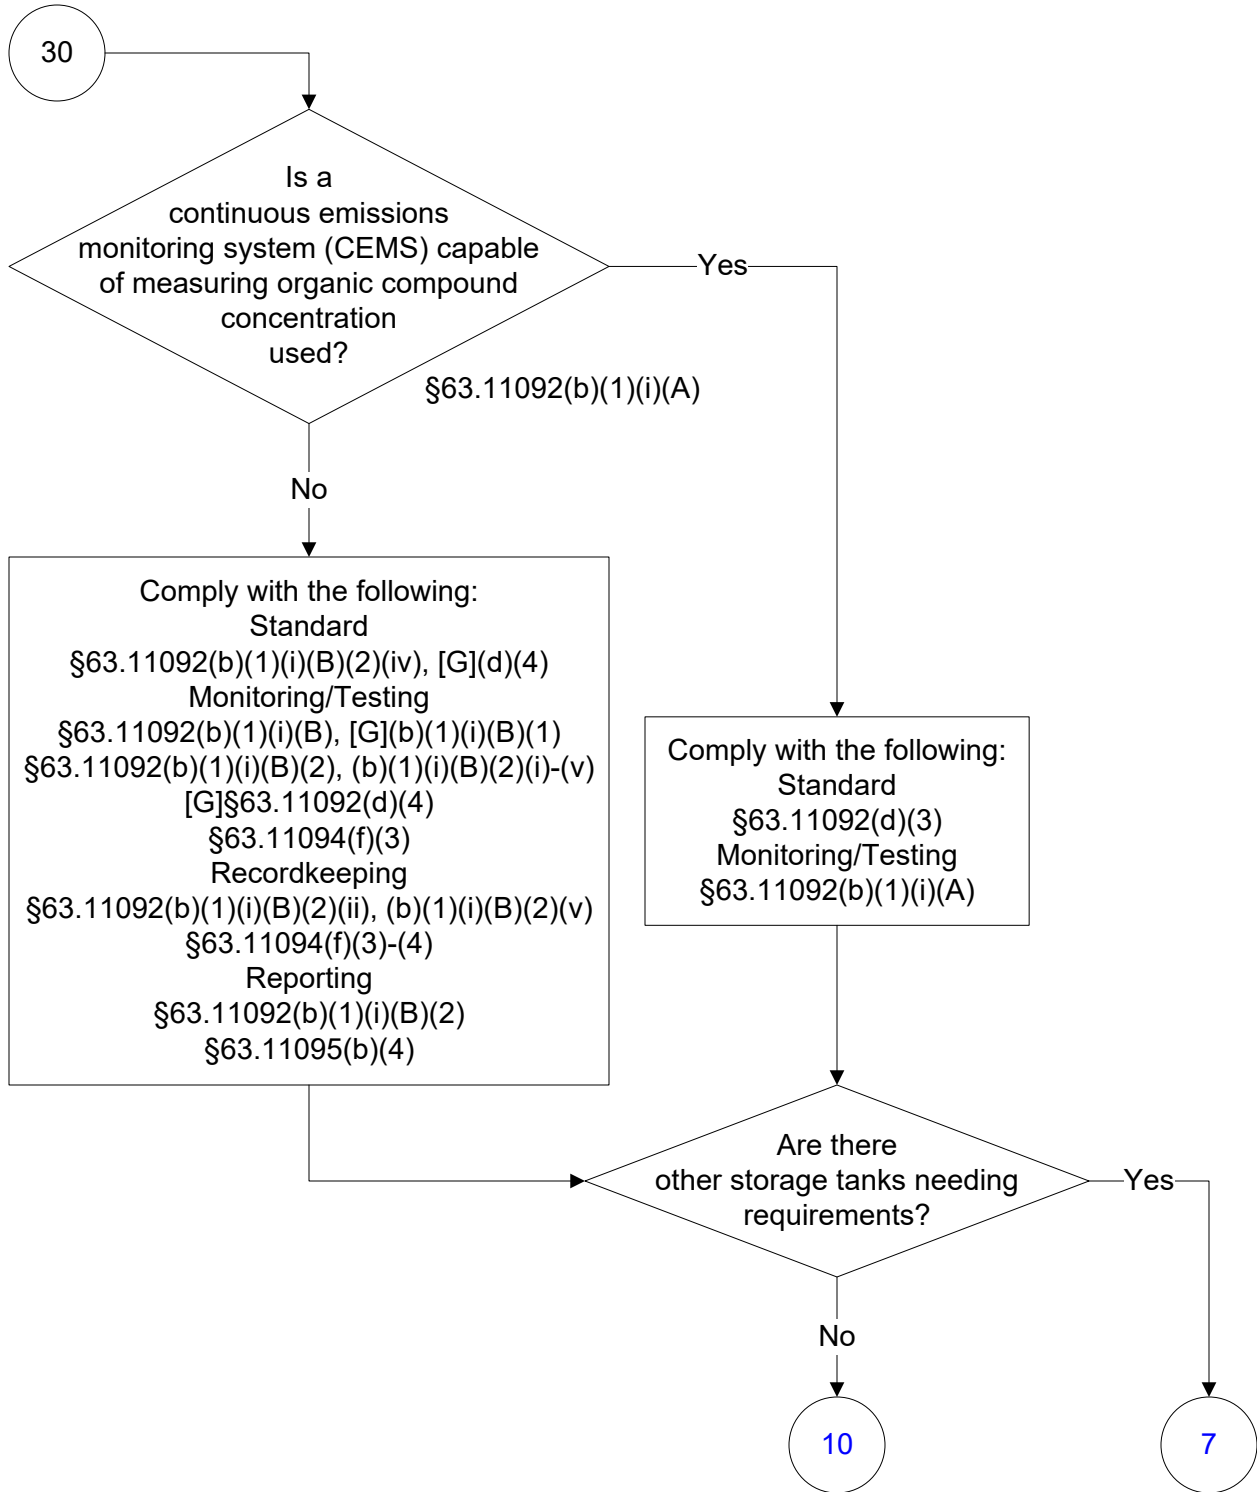 30
Is a
continuous emissions
monitoring system (CEMS) capable
of measuring organic compound
concentration
used?
Yes
§63.11092(b)(1)(i)(A)
No
Comply with the following:
Standard
§63.11092(b)(1)(i)(B)(2)(iv), [G](d)(4)
Monitoring/Testing
§63.11092(b)(1)(i)(B), [G](b)(1)(i)(B)(1)
§63.11092(b)(1)(i)(B)(2), (b)(1)(i)(B)(2)(i)-(v)
[G]§63.11092(d)(4)
§63.11094(f)(3)
Recordkeeping
§63.11092(b)(1)(i)(B)(2)(ii), (b)(1)(i)(B)(2)(v)
§63.11094(f)(3)-(4)
Reporting
§63.11092(b)(1)(i)(B)(2)
§63.11095(b)(4)
Comply with the following:
Standard
§63.11092(d)(3)
Monitoring/Testing
§63.11092(b)(1)(i)(A)
Are there
other storage tanks needing
requirements?
Yes
No
10
7